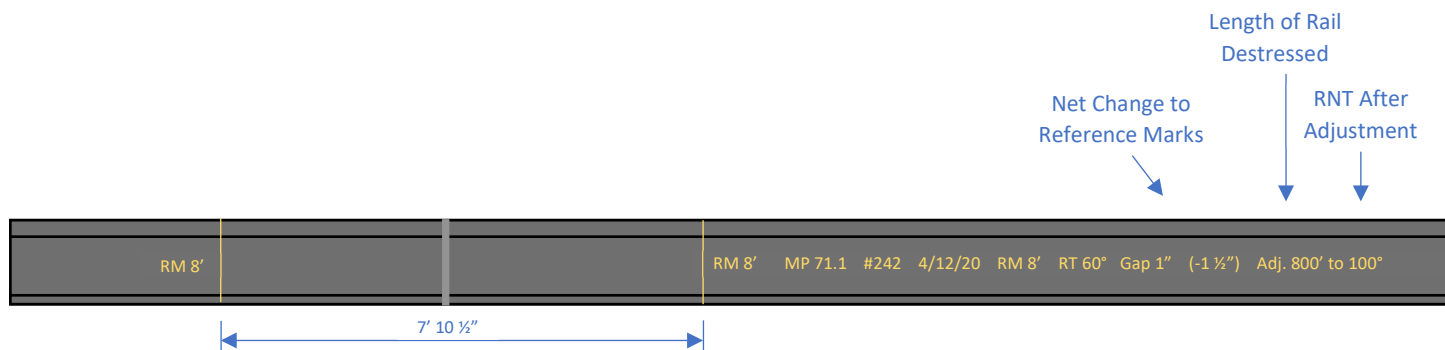 Length of Rail
Destressed
Net Change to
Reference Marks
RNT After
Adjustment
RM 8’
RM 8’ MP 71.1 #242 4/12/20 RM 8’ RT 60° Gap 1” (-1 ½”) Adj. 800’ to 100°
7’ 10 ½”